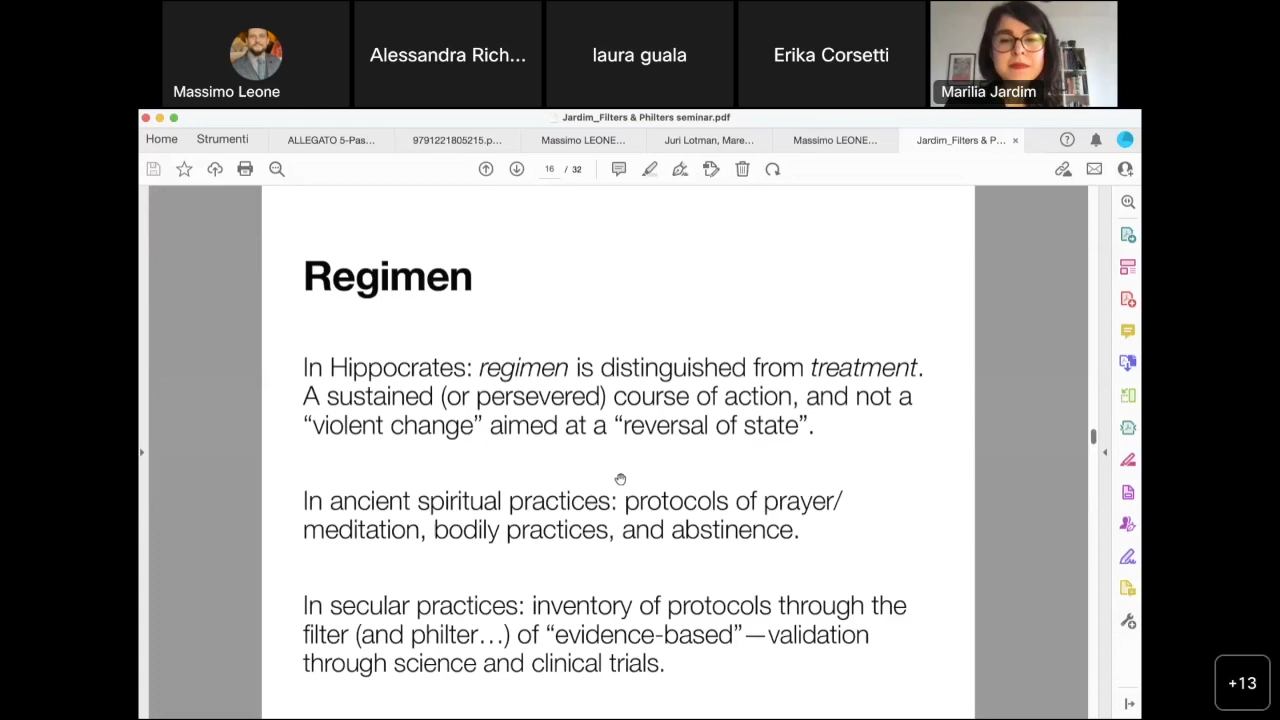 Massimo Leone
Alessandra Rich...
laura guala
Erika Corsetti
Marilia Jardim
Jardim_Filters & Philters seminar.pdf
Home
Strumenti
ALLEGATO 5-Pas...
9791221805215.p...
Massimo LEONE...
Juri Lotman, Mare...
Massimo LEONE...
Jardim_Filters & P... ×
16 / 32
Regimen
In Hippocrates: regimen is distinguished from treatment.
A sustained (or persevered) course of action, and not a
“violent change” aimed at a “reversal of state”.
In ancient spiritual practices: protocols of prayer/
meditation, bodily practices, and abstinence.
In secular practices: inventory of protocols through the
filter (and philter…) of “evidence-based”—validation
through science and clinical trials.
+13